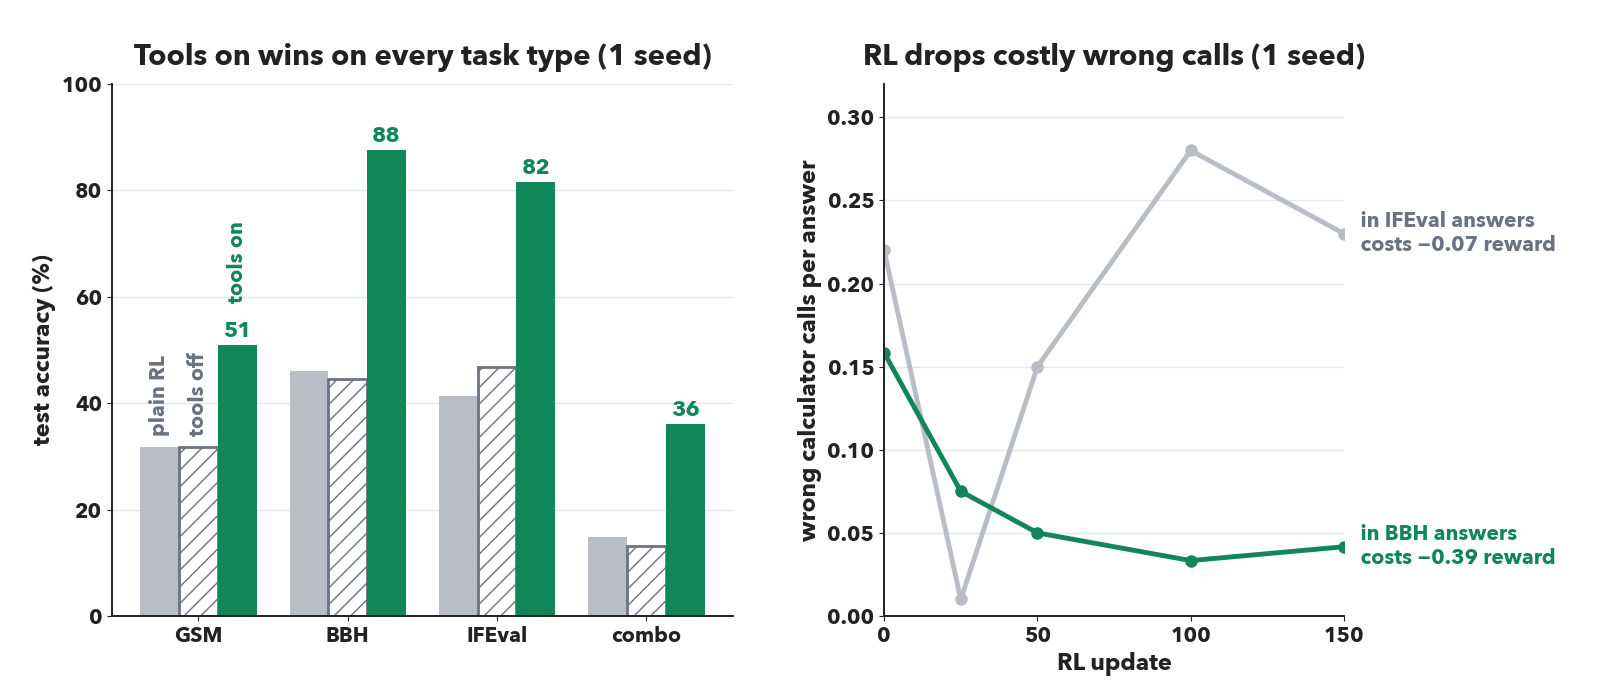 Tools on wins on every task type (1 seed)
test accuracy (%)
100
80
60
40
20
0
plain RL
tools off
tools on
51
88
82
36
GSM
BBH
IFEval
combo
RL drops costly wrong calls (1 seed)
wrong calculator calls per answer
0.30
0.25
0.20
0.15
0.10
0.05
0.00
0
50
100
150
RL update
in IFEval answers
costs −0.07 reward
in BBH answers
costs −0.39 reward